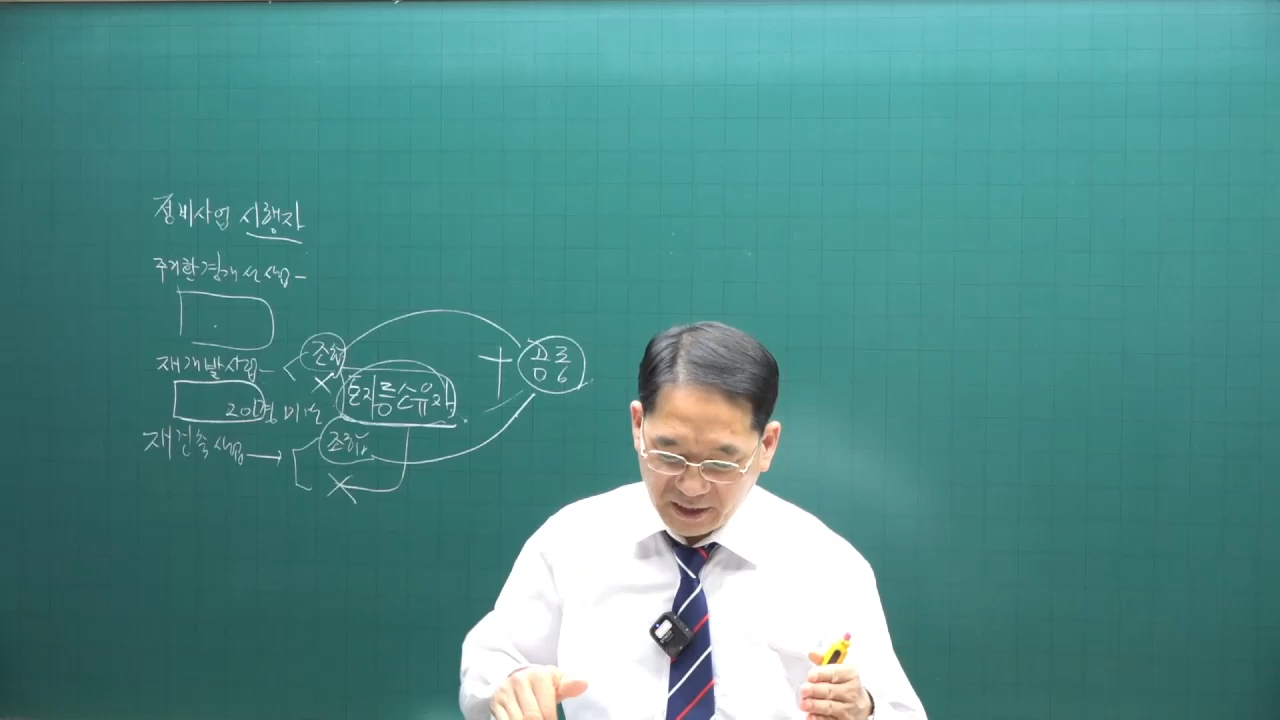 정비사업 시행자
주거환경개선사업 -
재개발사업 - 조합
X 토지등소유자
20인 미만
+ 공동
재건축사업 → 조합
X